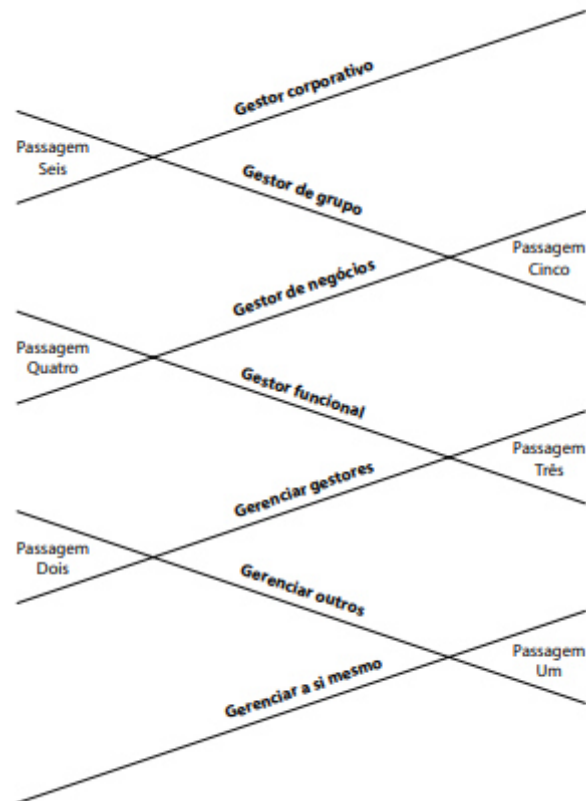 Gestor corporativo
Passagem
Seis
Gestor de grupo
Passagem
Cinco
Gestor de negócios
Passagem
Quatro
Gestor funcional
Passagem
Três
Gerenciar gestores
Passagem
Dois
Gerenciar outros
Passagem
Um
Gerenciar a si mesmo